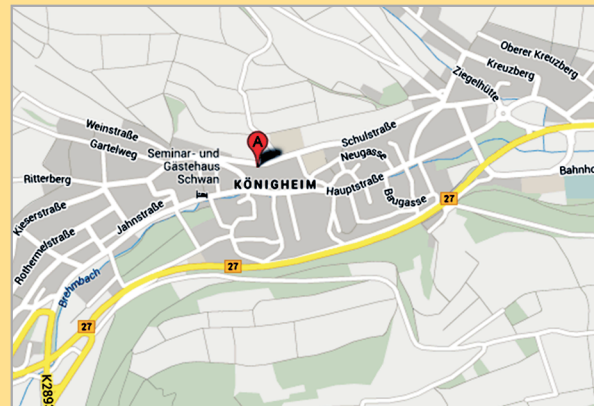 Oberer Kreuzberg
Kreuzberg
Ziegelhütte
Weinstraße
Gartelweg
Schulstraße
Neugasse
A
Seminar- und
Gästehaus
Schwan
KÖNIGHEIM
Hauptstraße
Baugasse
Bahnho
Ritterberg
Kieserstraße
Jahnstraße
Rothermelstraße
Brehmbach
27
27
27
K289